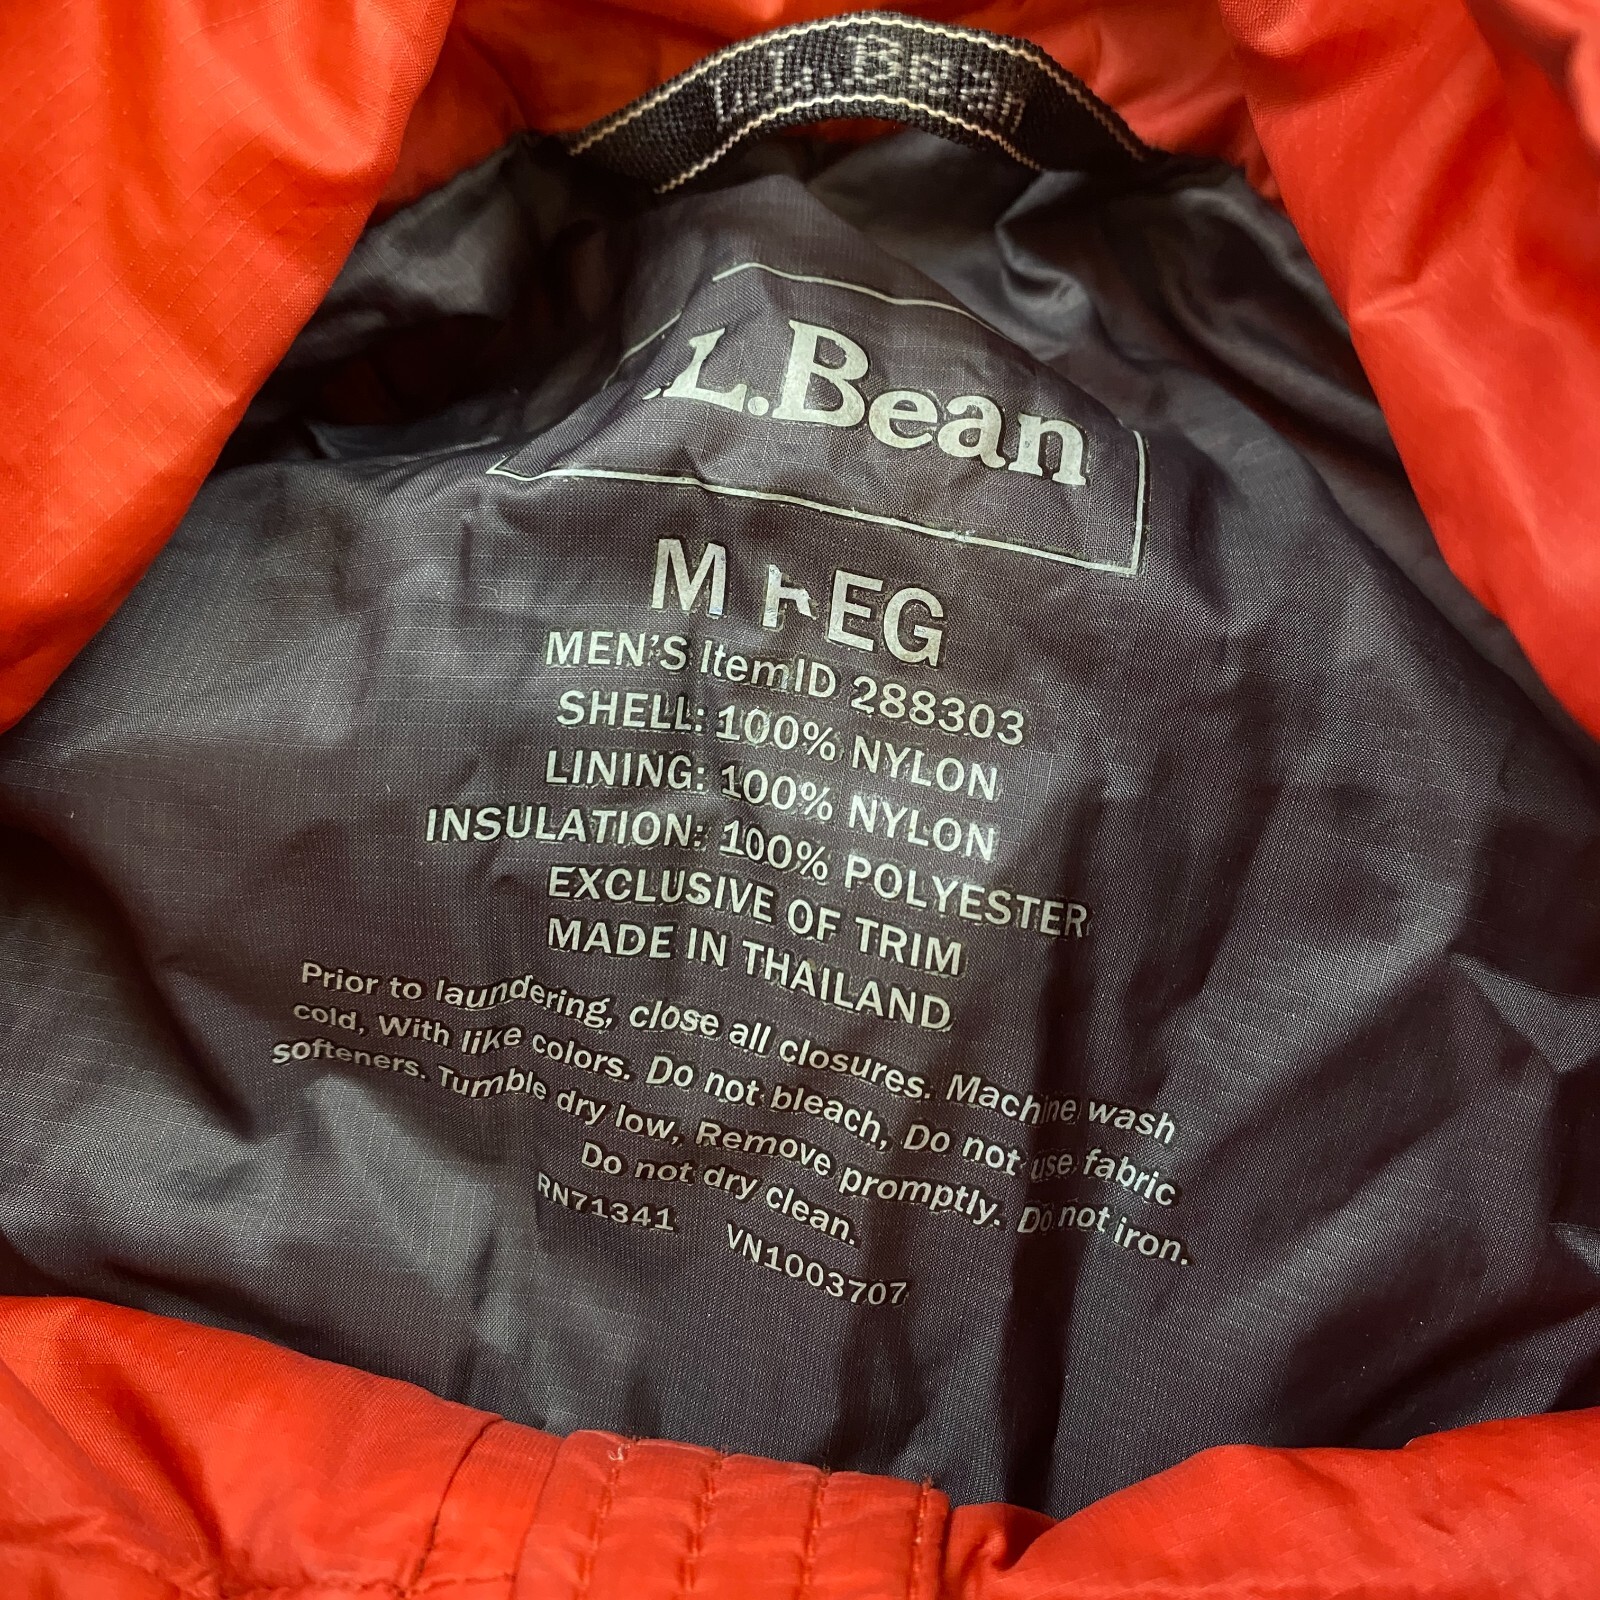 L.L.Bean
L.L.Bean
M REG
MEN'S ItemID 288303
SHELL: 100% NYLON
LINING: 100% NYLON
INSULATION: 100% POLYESTER
EXCLUSIVE OF TRIM
MADE IN THAILAND
Prior to laundering, close all closures. Machine wash
cold, With like colors. Do not bleach, Do not use fabric
softeners. Tumble dry low, Remove promptly. Do not iron.
Do not dry clean.
RN71341 VN1003707